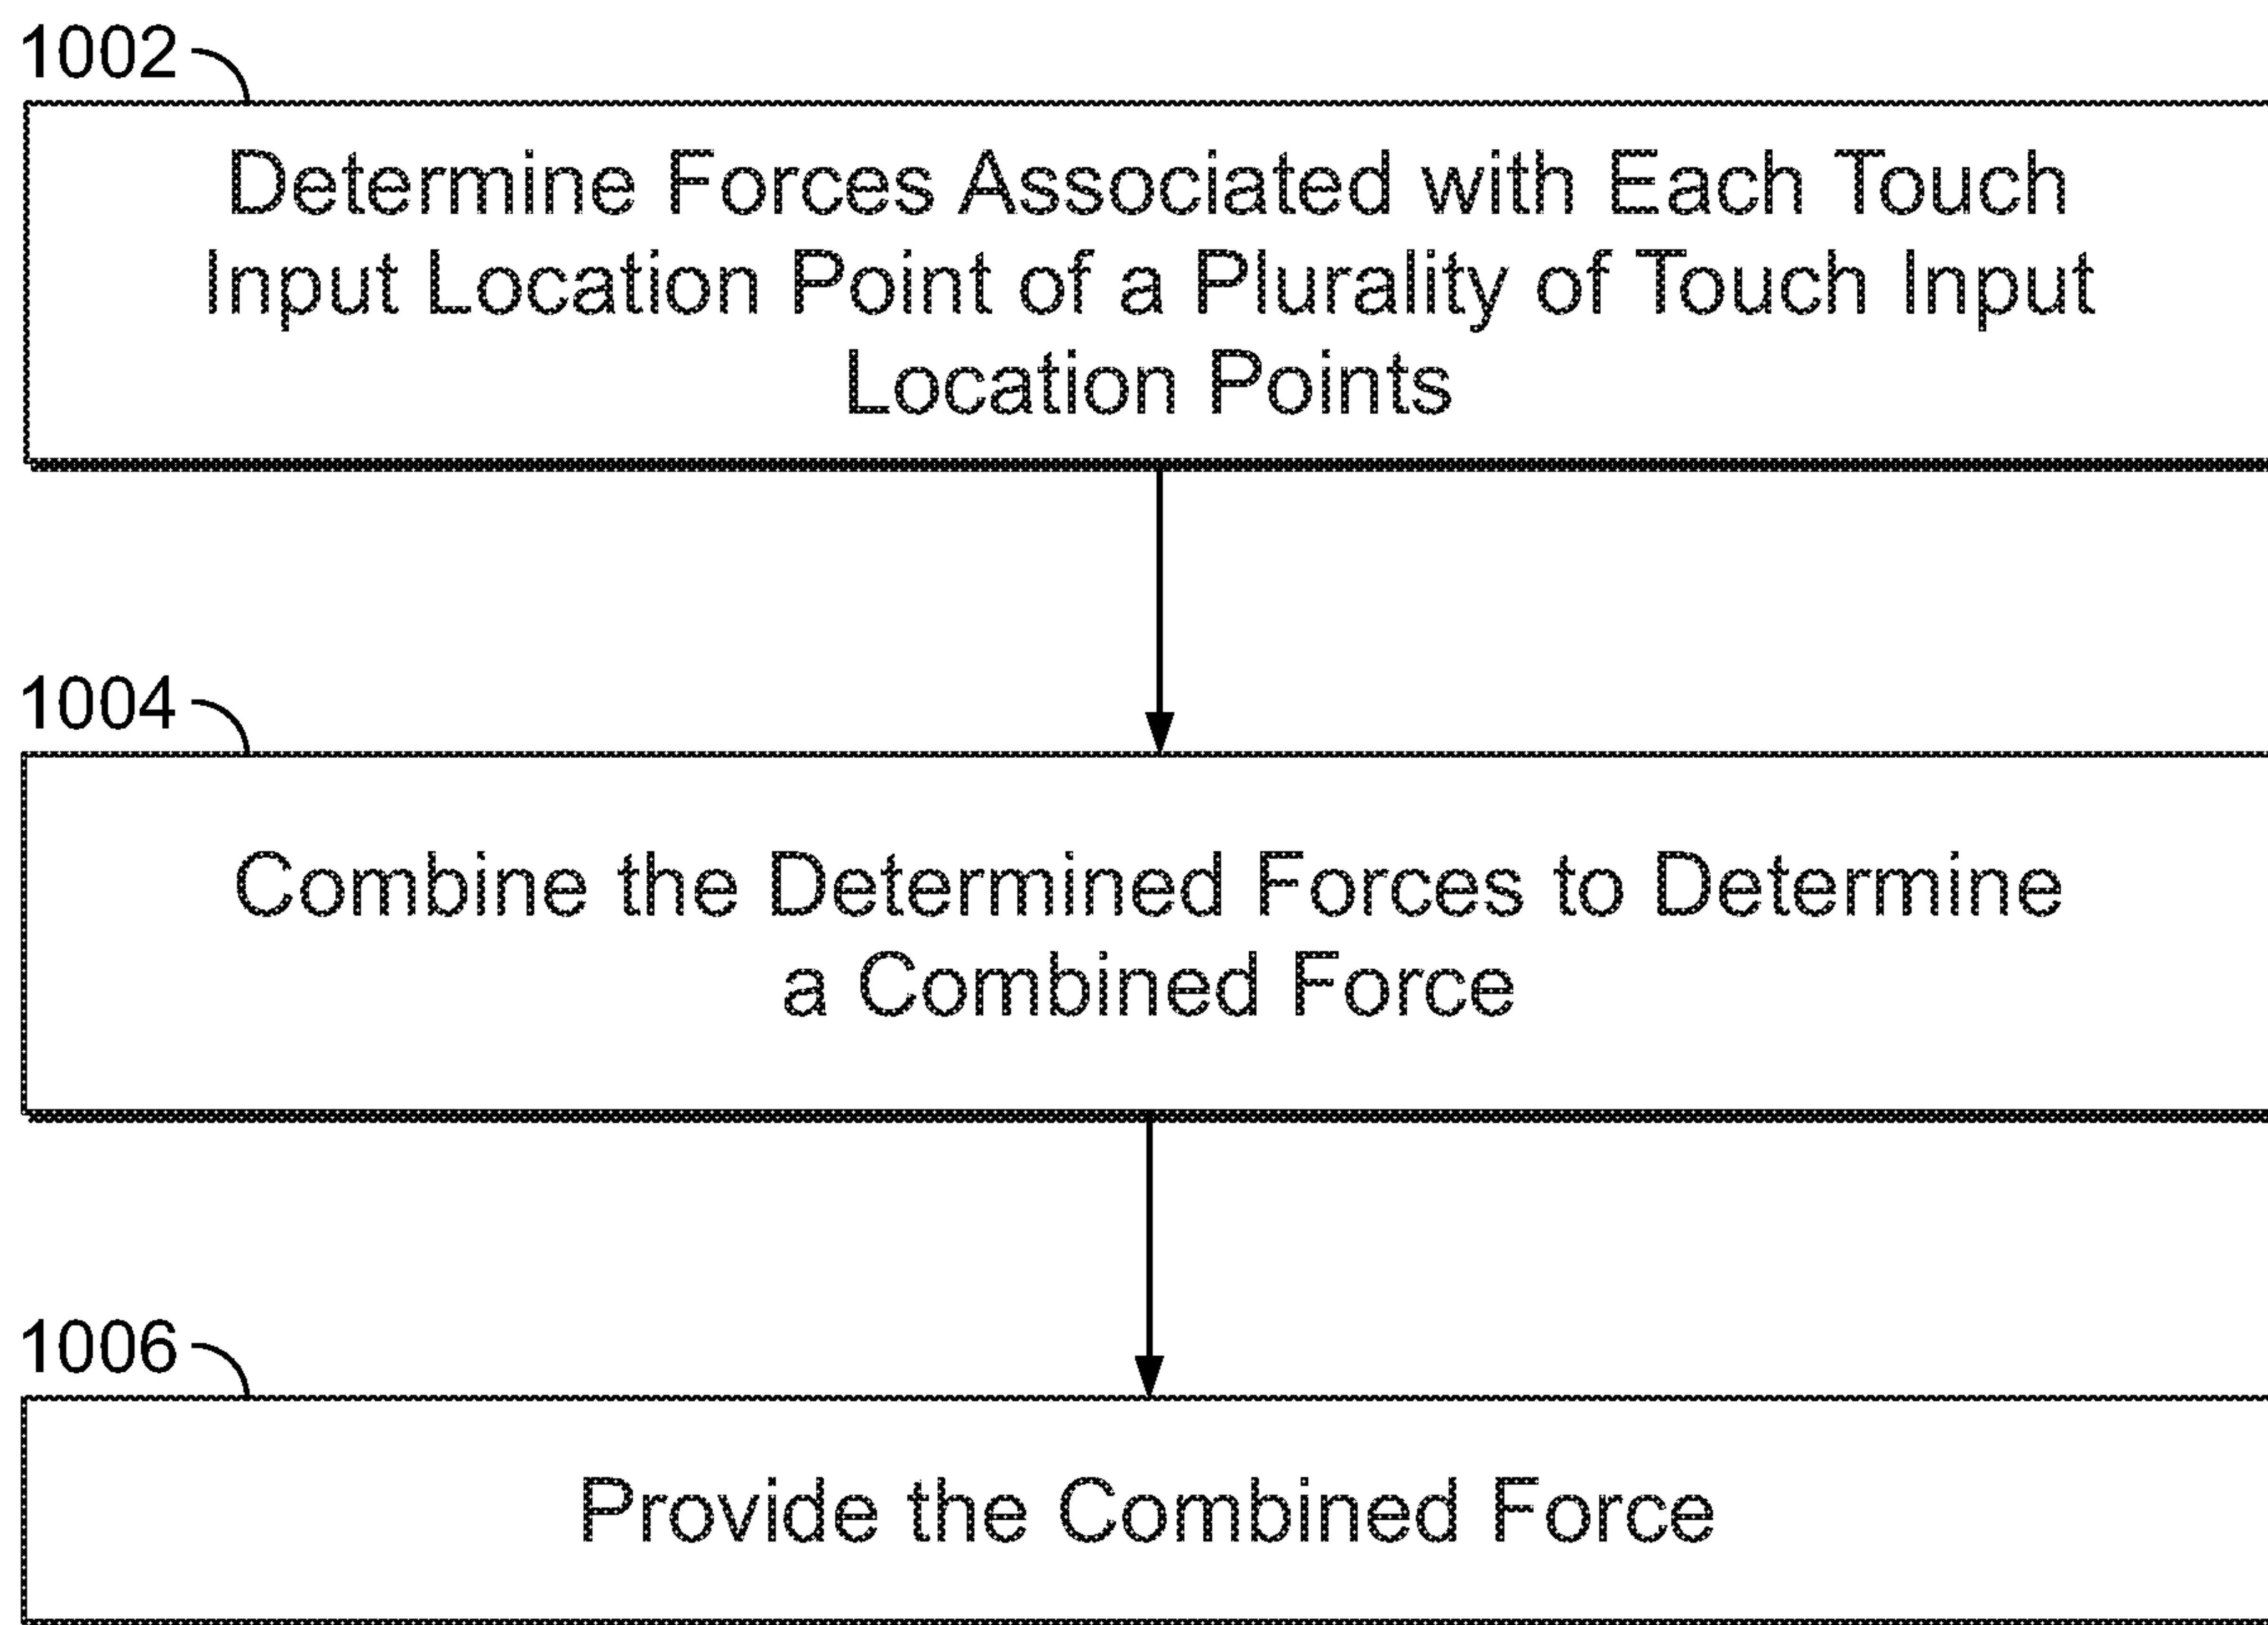 1002
Determine Forces Associated with Each Touch
Input Location Point of a Plurality of Touch Input
Location Points
1004
Combine the Determined Forces to Determine
a Combined Force
1006
Provide the Combined Force